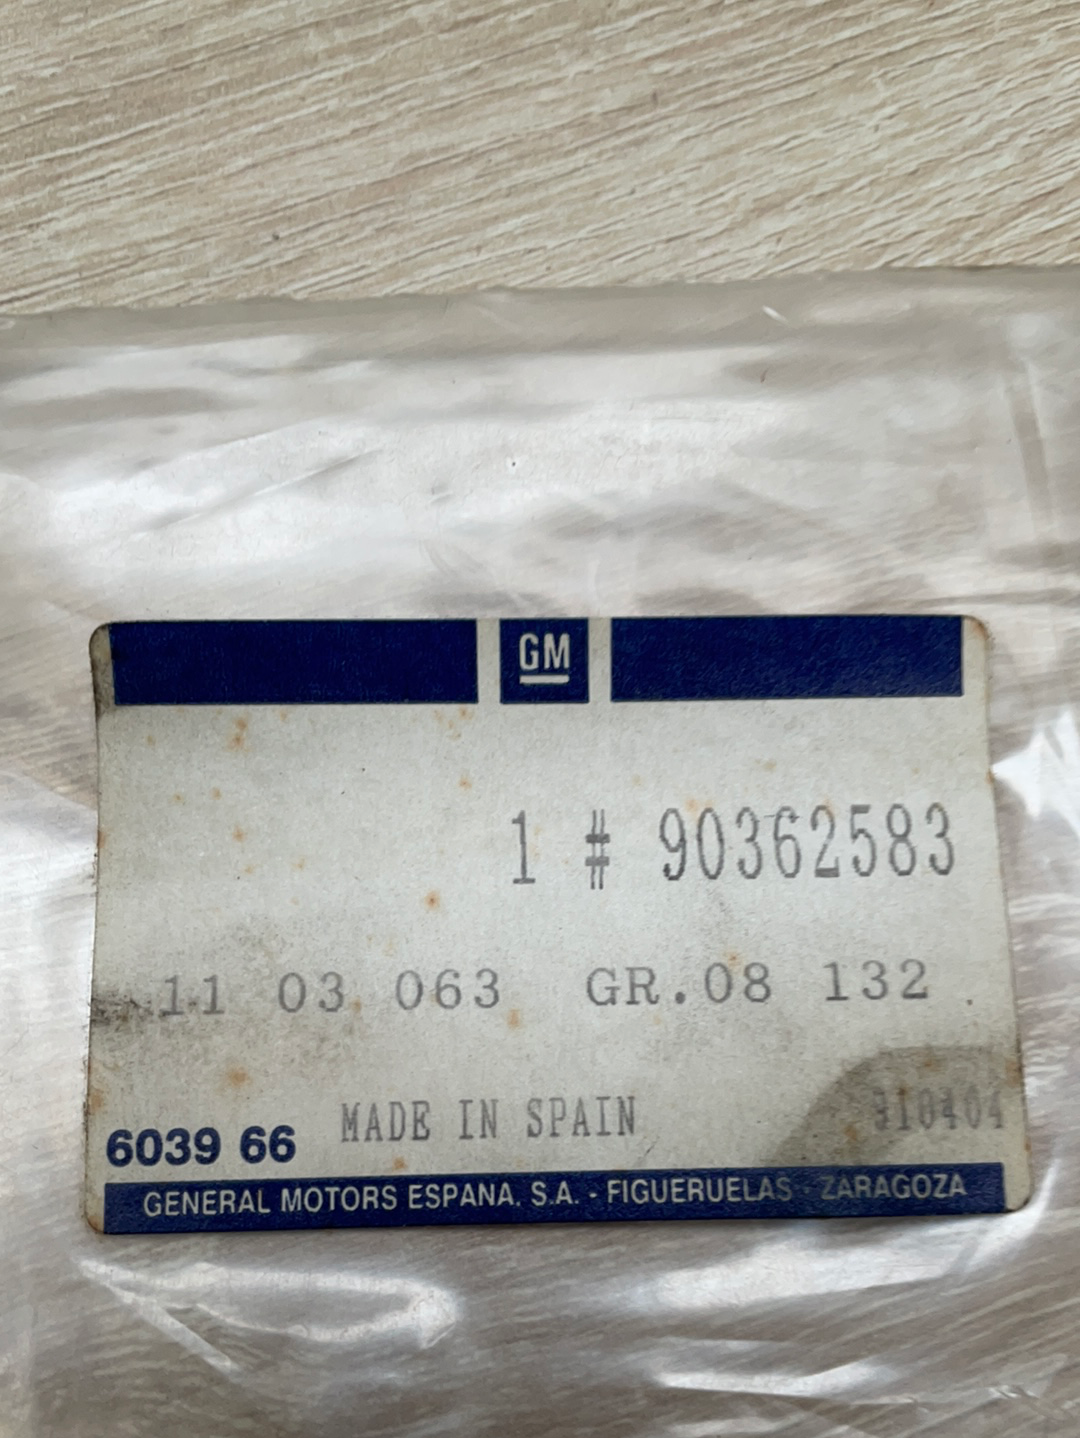 GM
1 # 90362583
11 03 063 GR.08 132
6039 66 MADE IN SPAIN 910404
GENERAL MOTORS ESPANA. S.A. - FIGUERUELAS - ZARAGOZA